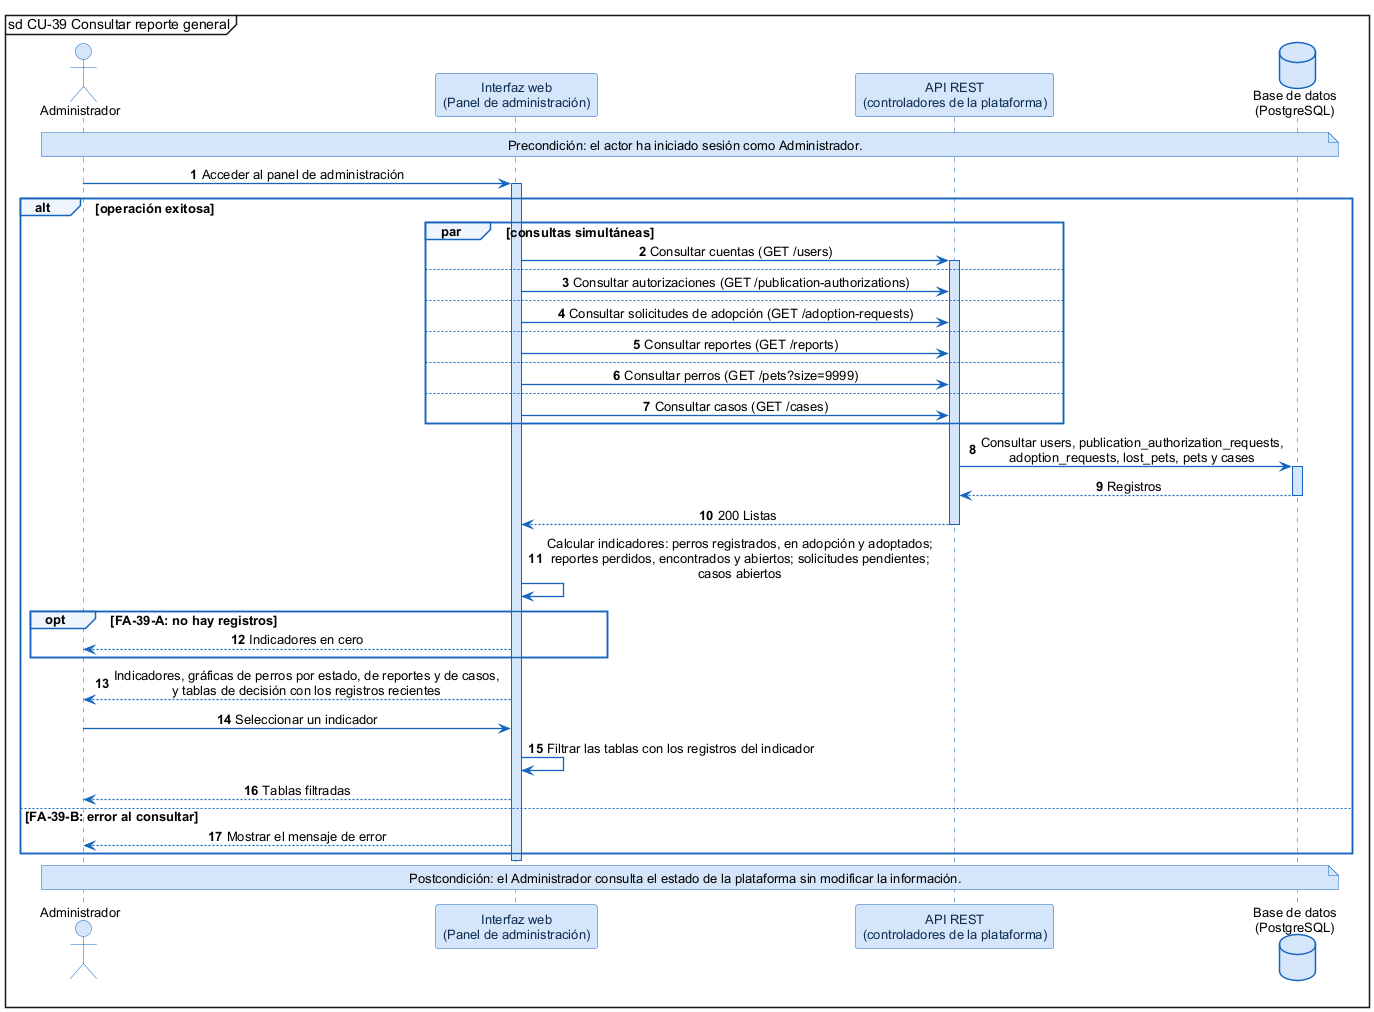 sd CU-39 Consultar reporte general
Administrador
Interfaz web
(Panel de administración)
API REST
(controladores de la plataforma)
Base de datos
(PostgreSQL)
Precondición: el actor ha iniciado sesión como Administrador.
1 Acceder al panel de administración
alt [operación exitosa]
par [consultas simultáneas]
2 Consultar cuentas (GET /users)
3 Consultar autorizaciones (GET /publication-authorizations)
4 Consultar solicitudes de adopción (GET /adoption-requests)
5 Consultar reportes (GET /reports)
6 Consultar perros (GET /pets?size=9999)
7 Consultar casos (GET /cases)
8 Consultar users, publication_authorization_requests,
adoption_requests, lost_pets, pets y cases
9 Registros
10 200 Listas
11 Calcular indicadores: perros registrados, en adopción y adoptados;
reportes perdidos, encontrados y abiertos; solicitudes pendientes;
casos abiertos
opt [FA-39-A: no hay registros]
12 Indicadores en cero
13 Indicadores, gráficas de perros por estado, de reportes y de casos,
y tablas de decisión con los registros recientes
14 Seleccionar un indicador
15 Filtrar las tablas con los registros del indicador
16 Tablas filtradas
[FA-39-B: error al consultar]
17 Mostrar el mensaje de error
Postcondición: el Administrador consulta el estado de la plataforma sin modificar la información.
Administrador
Interfaz web
(Panel de administración)
API REST
(controladores de la plataforma)
Base de datos
(PostgreSQL)